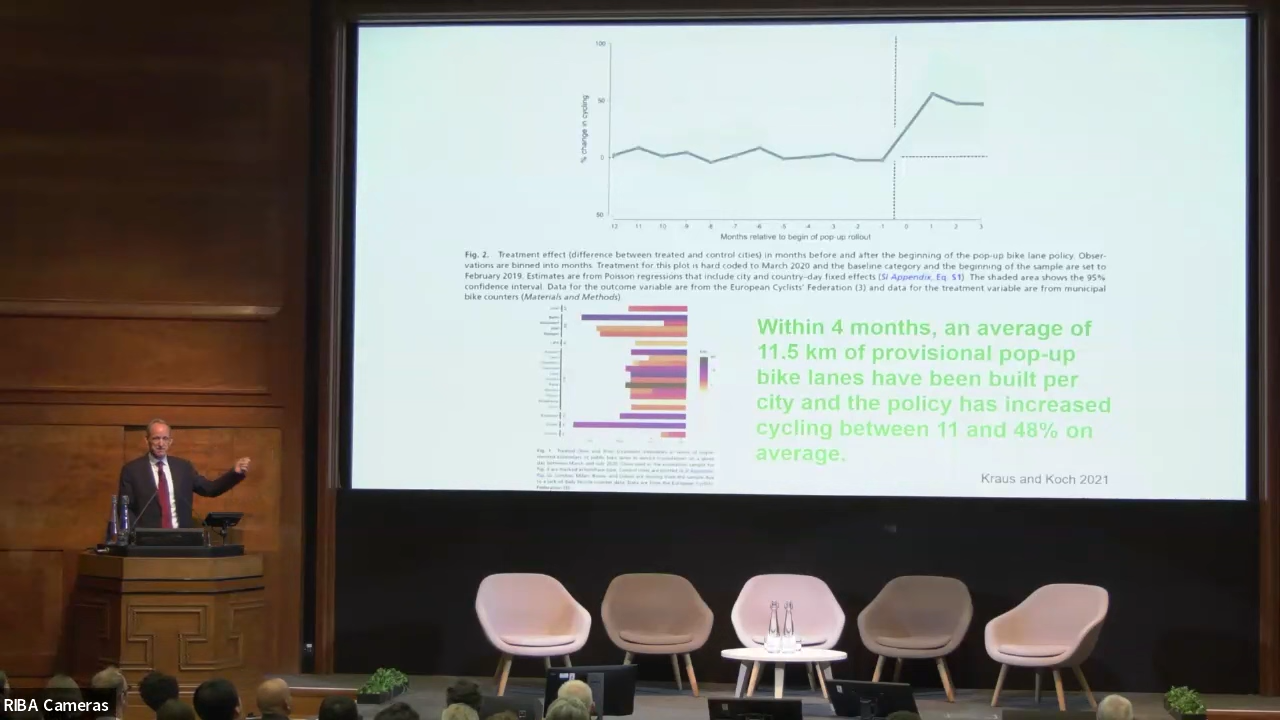 100
50
0
50
% change in cycling
12 11 10 -9 -8 -7 -6 -5 -4 -3 -2 -1 0 1 2 3
Months relative to begin of pop-up rollout
Fig. 2. Treatment effect (difference between treated and control cities) in months before and after the beginning of the pop-up bike lane policy. Obser-
vations are binned into months. Treatment for this plot is hard coded to March 2020 and the baseline category and the beginning of the sample are set to
February 2019. Estimates are from Poisson regressions that include city and country-day fixed effects (SI Appendix, Eq. S1). The shaded area shows the 95%
confidence interval. Data for the outcome variable are from the European Cyclists' Federation (3) and data for the treatment variable are from municipal
bike counters (Materials and Methods).
Within 4 months, an average of
11.5 km of provisional pop-up
bike lanes have been built per
city and the policy has increased
cycling between 11 and 48% on
average.
Kraus and Koch 2021
RIBA Cameras